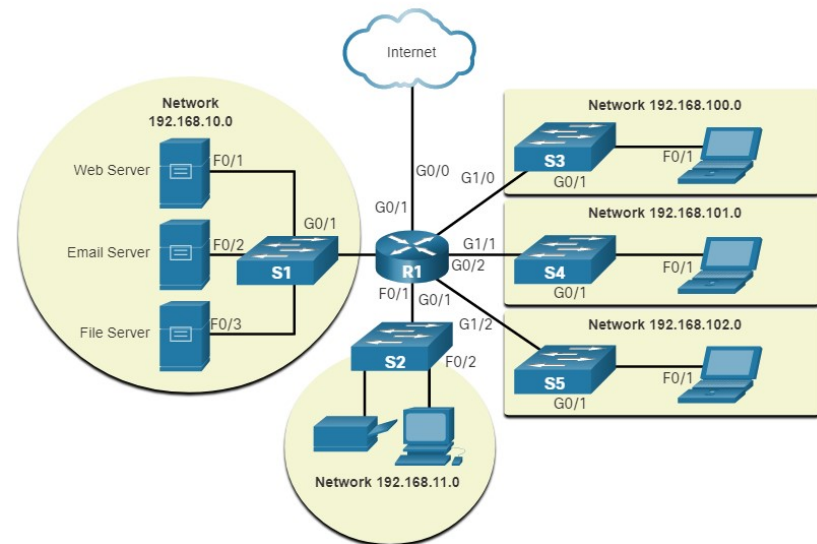 Internet
Network
192.168.10.0
Web Server
F0/1
Email Server
F0/2
File Server
F0/3
G0/1
S1
G0/0
G0/1
R1
G1/0
G1/1
G0/2
G1/2
F0/1
G0/1
S2
F0/2
Network 192.168.11.0
Network 192.168.100.0
S3
G0/1
F0/1
Network 192.168.101.0
S4
G0/1
F0/1
Network 192.168.102.0
S5
G0/1
F0/1